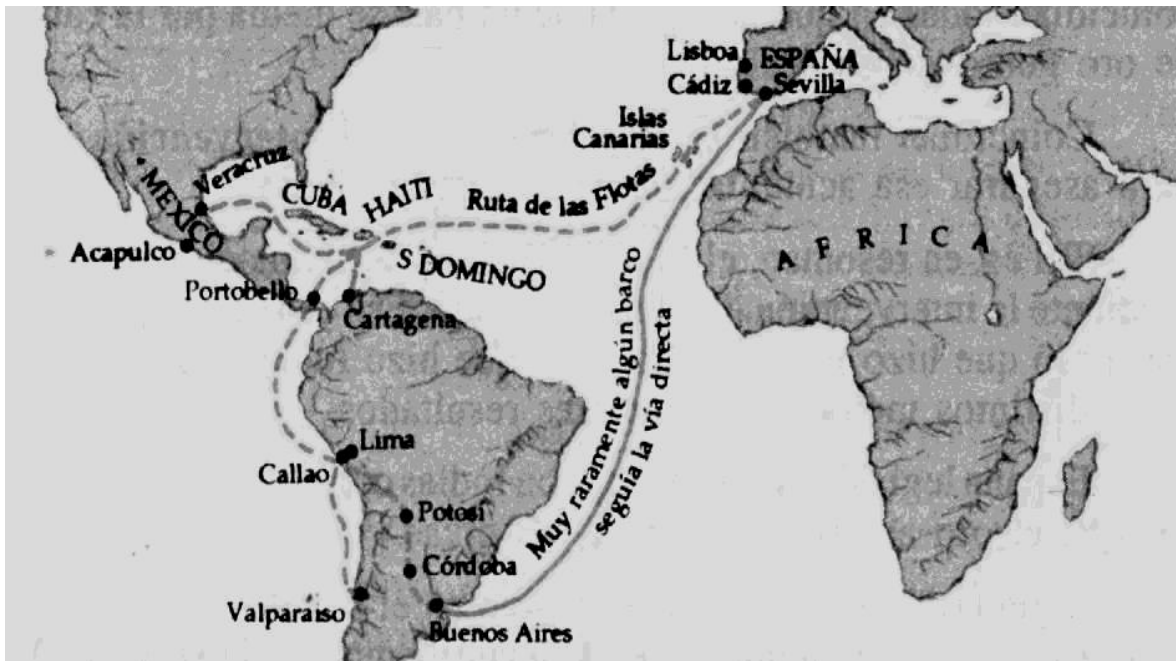 Lisboa
ESPAÑA
Cádiz
Sevilla
Islas
Canarias
Veracruz
MEXICO
CUBA
HAITI
Ruta de las Flotas
AFRICA
Acapulco
S DOMINGO
Portobello
Cartagena
Muy raramente algún barco
seguía la vía directa
Lima
Callao
Potosí
Córdoba
Valparaiso
Buenos Aires